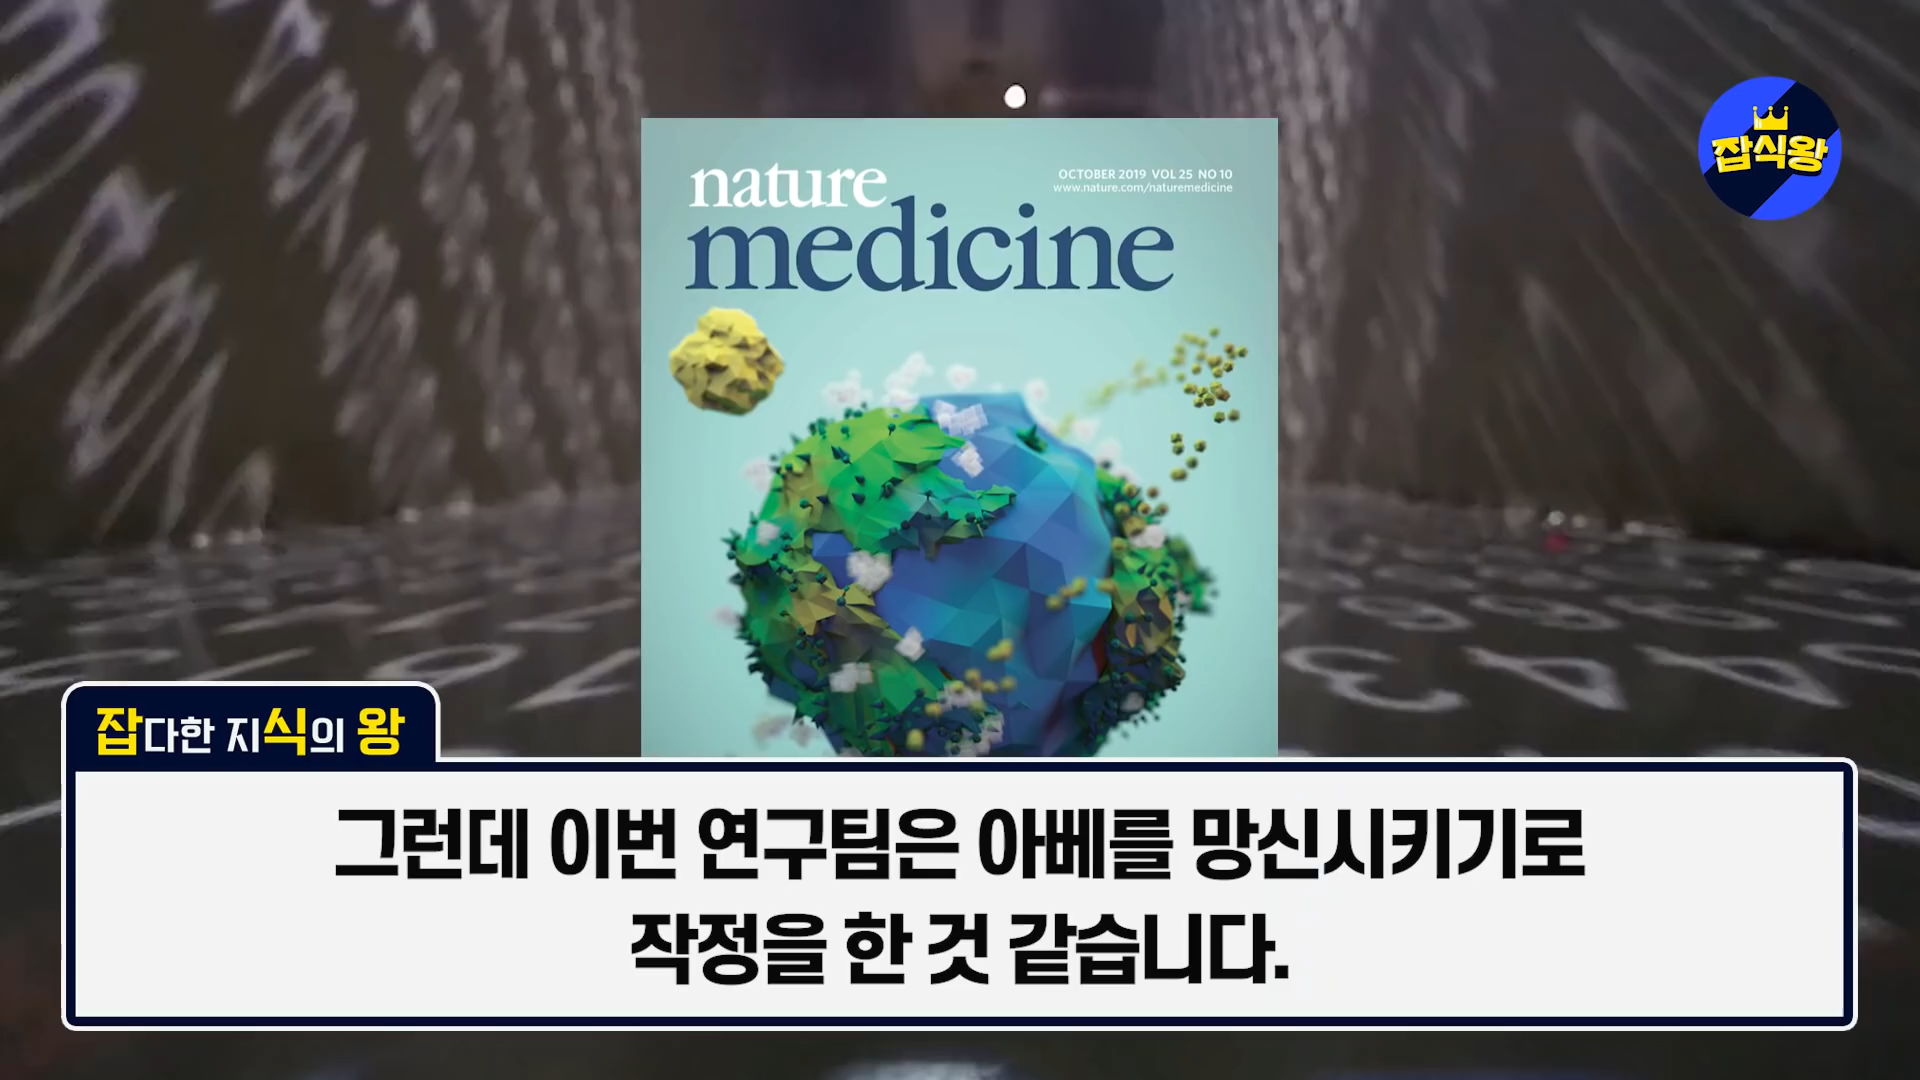 잡식왕
nature
OCTOBER 2019 VOL 25 NO 10
www.nature.com/naturemedicine
medicine
잡다한 지식의 왕
그런데 이번 연구팀은 아베를 망신시키기로
작정을 한 것 같습니다.